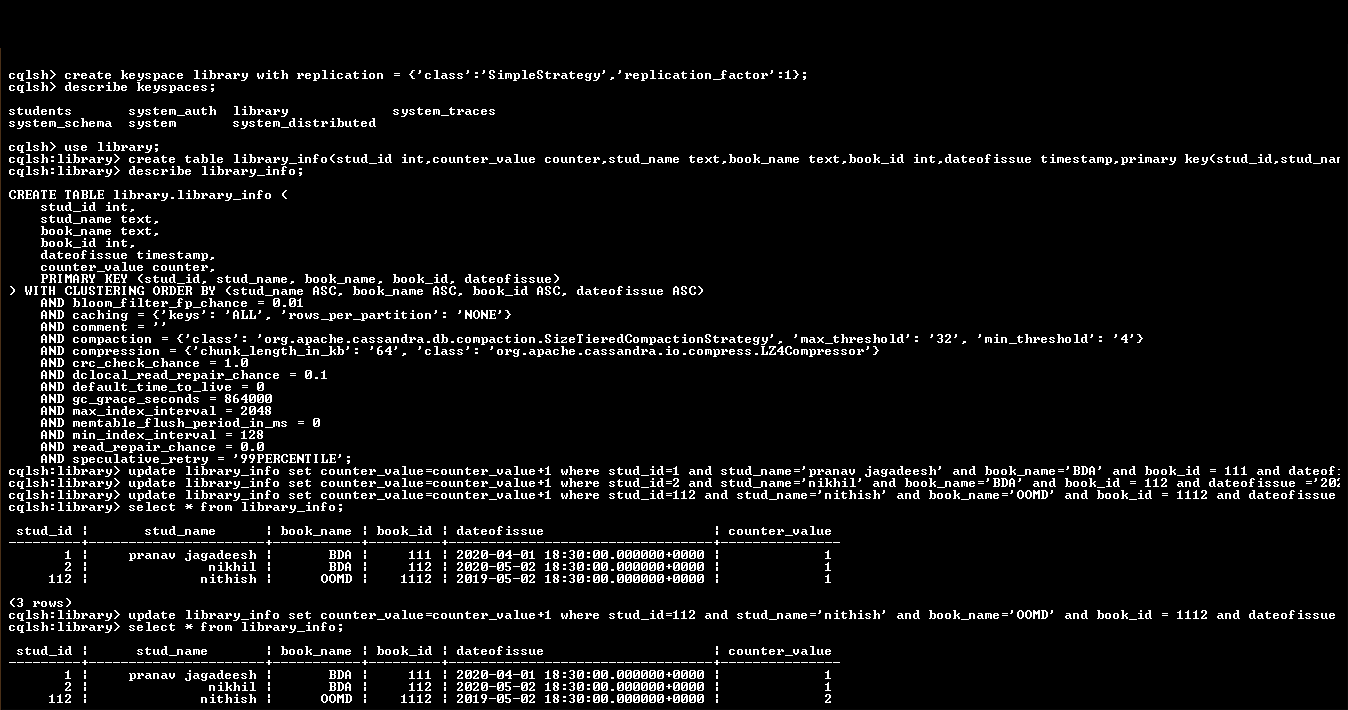 cqlsh> create keyspace library with replication = {'class':'SimpleStrategy','replication_factor':1};
cqlsh> describe keyspaces;
students       system_auth  library             system_traces
system_schema  system       system_distributed
cqlsh> use library;
cqlsh:library> create table library_info(stud_id int,counter_value counter,stud_name text,book_name text,book_id int,dateofissue timestamp,primary key(stud_id,stud_nam
cqlsh:library> describe library_info;
CREATE TABLE library.library_info (
    stud_id int,
    stud_name text,
    book_name text,
    book_id int,
    dateofissue timestamp,
    counter_value counter,
    PRIMARY KEY (stud_id, stud_name, book_name, book_id, dateofissue)
) WITH CLUSTERING ORDER BY (stud_name ASC, book_name ASC, book_id ASC, dateofissue ASC)
    AND bloom_filter_fp_chance = 0.01
    AND caching = {'keys': 'ALL', 'rows_per_partition': 'NONE'}
    AND comment = ''
    AND compaction = {'class': 'org.apache.cassandra.db.compaction.SizeTieredCompactionStrategy', 'max_threshold': '32', 'min_threshold': '4'}
    AND compression = {'chunk_length_in_kb': '64', 'class': 'org.apache.cassandra.io.compress.LZ4Compressor'}
    AND crc_check_chance = 1.0
    AND dclocal_read_repair_chance = 0.1
    AND default_time_to_live = 0
    AND gc_grace_seconds = 864000
    AND max_index_interval = 2048
    AND memtable_flush_period_in_ms = 0
    AND min_index_interval = 128
    AND read_repair_chance = 0.0
    AND speculative_retry = '99PERCENTILE';
cqlsh:library> update library_info set counter_value=counter_value+1 where stud_id=1 and stud_name='pranav jagadeesh' and book_name='BDA' and book_id = 111 and dateof
cqlsh:library> update library_info set counter_value=counter_value+1 where stud_id=2 and stud_name='nikhil' and book_name='BDA' and book_id = 112 and dateofissue ='202
cqlsh:library> update library_info set counter_value=counter_value+1 where stud_id=112 and stud_name='nithish' and book_name='OOMD' and book_id = 1112 and dateofissue
cqlsh:library> select * from library_info;
 stud_id | stud_name        | book_name | book_id | dateofissue                     | counter_value
       1 | pranav jagadeesh |       BDA |     111 | 2020-04-01 18:30:00.000000+0000 |             1
       2 |           nikhil |       BDA |     112 | 2020-05-02 18:30:00.000000+0000 |             1
     112 |          nithish |      OOMD |    1112 | 2019-05-02 18:30:00.000000+0000 |             1
(3 rows)
cqlsh:library> update library_info set counter_value=counter_value+1 where stud_id=112 and stud_name='nithish' and book_name='OOMD' and book_id = 1112 and dateofissue
cqlsh:library> select * from library_info;
 stud_id | stud_name        | book_name | book_id | dateofissue                     | counter_value
       1 | pranav jagadeesh |       BDA |     111 | 2020-04-01 18:30:00.000000+0000 |             1
       2 |           nikhil |       BDA |     112 | 2020-05-02 18:30:00.000000+0000 |             1
     112 |          nithish |      OOMD |    1112 | 2019-05-02 18:30:00.000000+0000 |             2